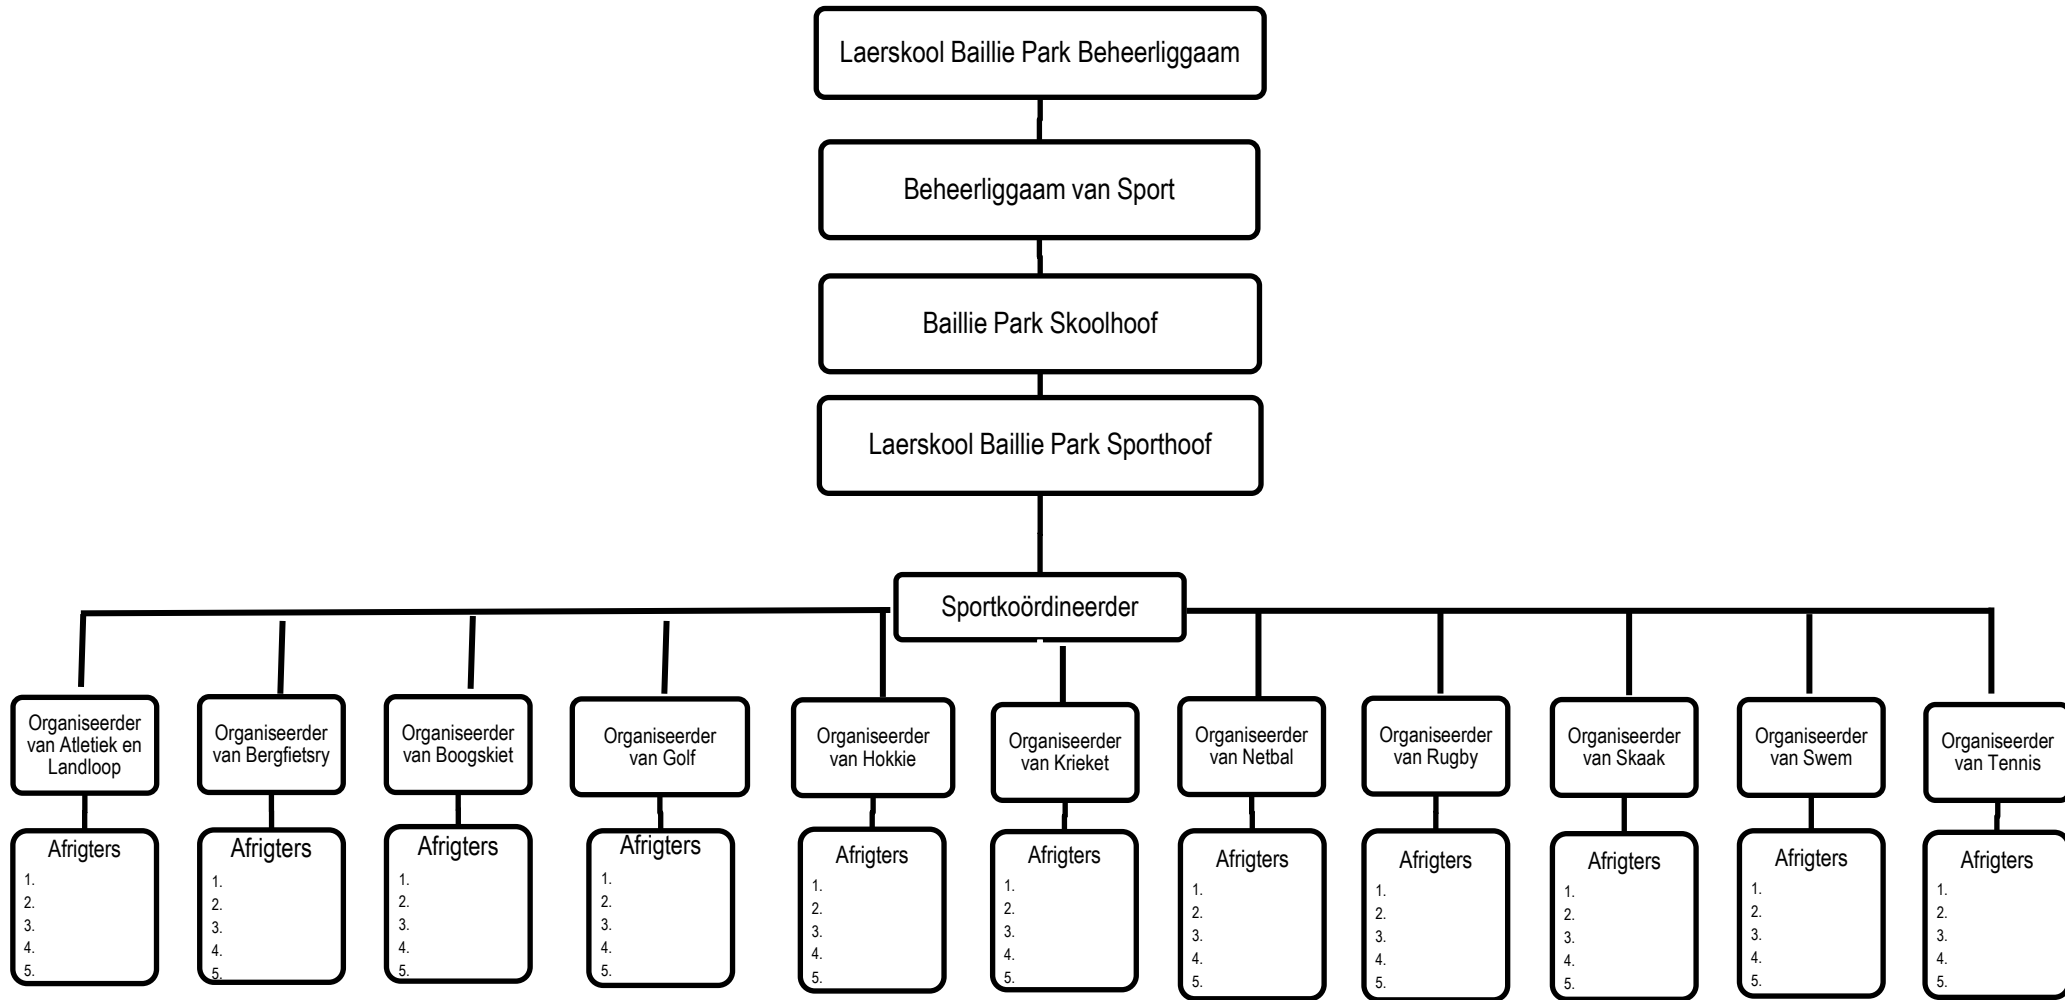 Laerskool Baillie Park Beheerliggaam
Beheerliggaam van Sport
Baillie Park Skoolhoof
Laerskool Baillie Park Sporthoof
Sportkoördineerder
Organiseerder
van Atletiek en
Landloop
Organiseerder
van Bergfietsry
Organiseerder
van Boogskiet
Organiseerder
van Golf
Organiseerder
van Hokkie
Organiseerder
van Krieket
Organiseerder
van Netbal
Organiseerder
van Rugby
Organiseerder
van Skaak
Organiseerder
van Swem
Organiseerder
van Tennis
Afrigters
1.
2.
3.
4.
5.
Afrigters
1.
2.
3.
4.
5.
Afrigters
1.
2.
3.
4.
5.
Afrigters
1.
2.
3.
4.
5.
Afrigters
1.
2.
3.
4.
5.
Afrigters
1.
2.
3.
4.
5.
Afrigters
1.
2.
3.
4.
5.
Afrigters
1.
2.
3.
4.
5.
Afrigters
1.
2.
3.
4.
5.
Afrigters
1.
2.
3.
4.
5.
Afrigters
1.
2.
3.
4.
5.